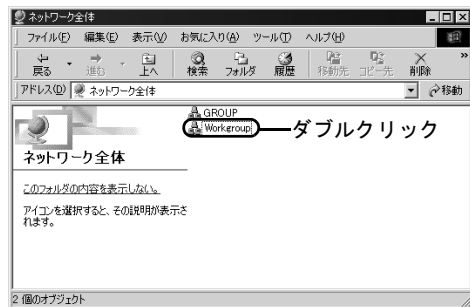 ネットワーク全体
ファイル(F) 編集(E) 表示(V) お気に入り(A) ツール(T) ヘルプ(H)
戻る 進む 上へ 検索 フォルダ 履歴 移動先 コピー先 削除 »
アドレス(D) ネットワーク全体 移動
GROUP
Workgroup ダブルクリック
ネットワーク全体
このフォルダの内容を表示しない。
アイコンを選択すると、その説明が表示さ
れます。
2 個のオブジェクト